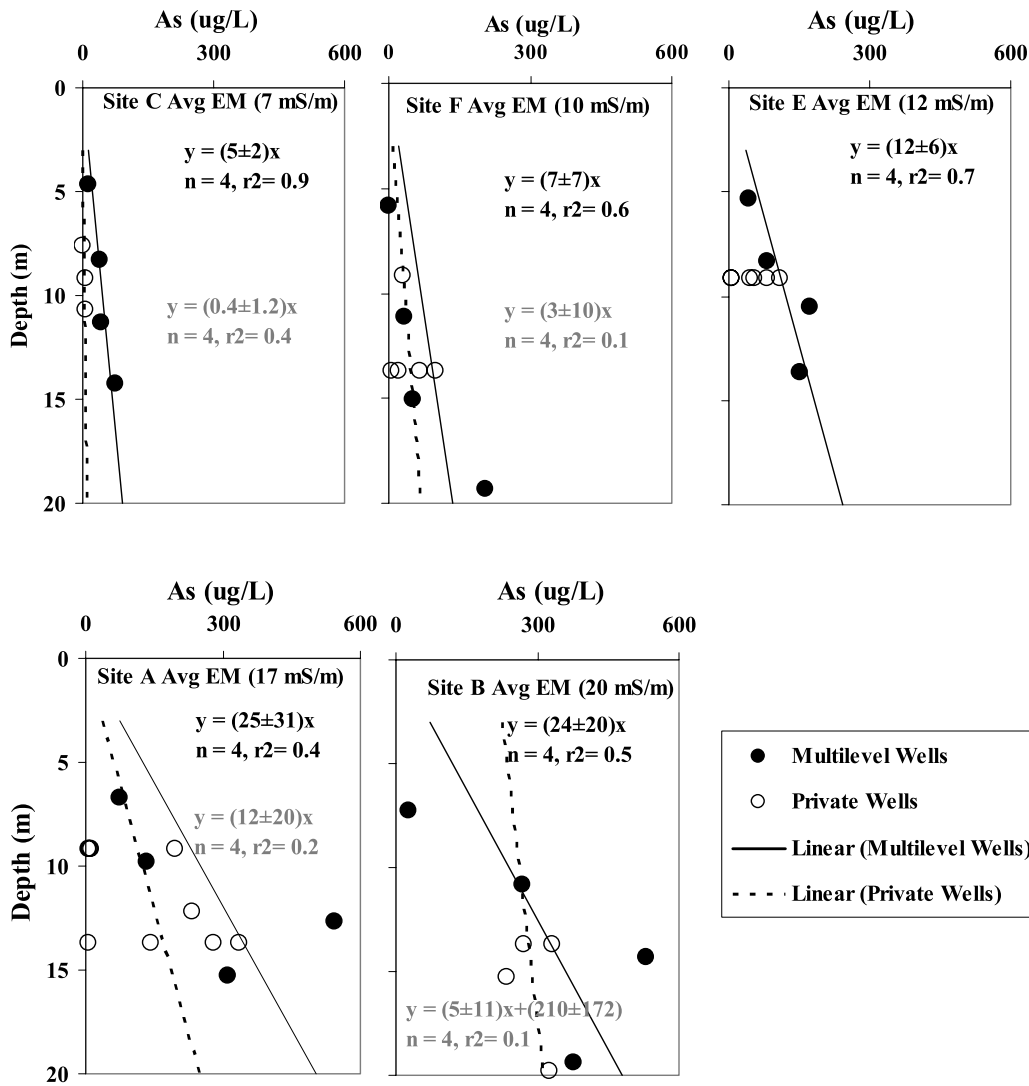 As (ug/L)
0 300 600
As (ug/L)
0 300 600
As (ug/L)
0 300 600
Depth (m)
0
5
10
15
20
Site C Avg EM (7 mS/m)
y = (5±2)x
n = 4, r2= 0.9
y = (0.4±1.2)x
n = 4, r2= 0.4
Site F Avg EM (10 mS/m)
y = (7±7)x
n = 4, r2= 0.6
y = (3±10)x
n = 4, r2= 0.1
Site E Avg EM (12 mS/m)
y = (12±6)x
n = 4, r2= 0.7
As (ug/L)
0 300 600
As (ug/L)
0 300 600
Depth (m)
0
5
10
15
20
Site A Avg EM (17 mS/m)
y = (25±31)x
n = 4, r2= 0.4
y = (12±20)x
n = 4, r2= 0.2
Site B Avg EM (20 mS/m)
y = (24±20)x
n = 4, r2= 0.5
y = (5±11)x+(210±172)
n = 4, r2= 0.1
Multilevel Wells
Private Wells
Linear (Multilevel Wells)
Linear (Private Wells)